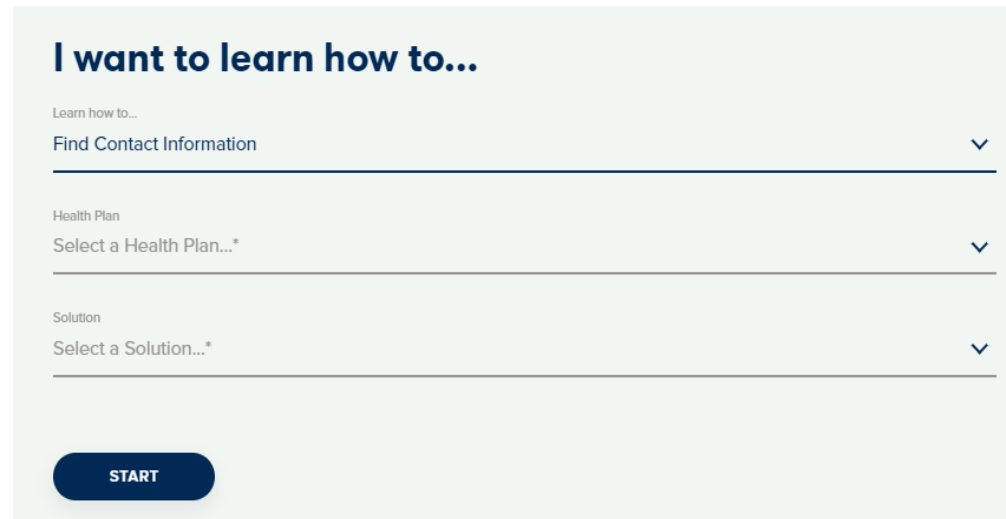 I want to learn how to...
Learn how to...
Find Contact Information
Health Plan
Select a Health Plan...*
Solution
Select a Solution...*
START